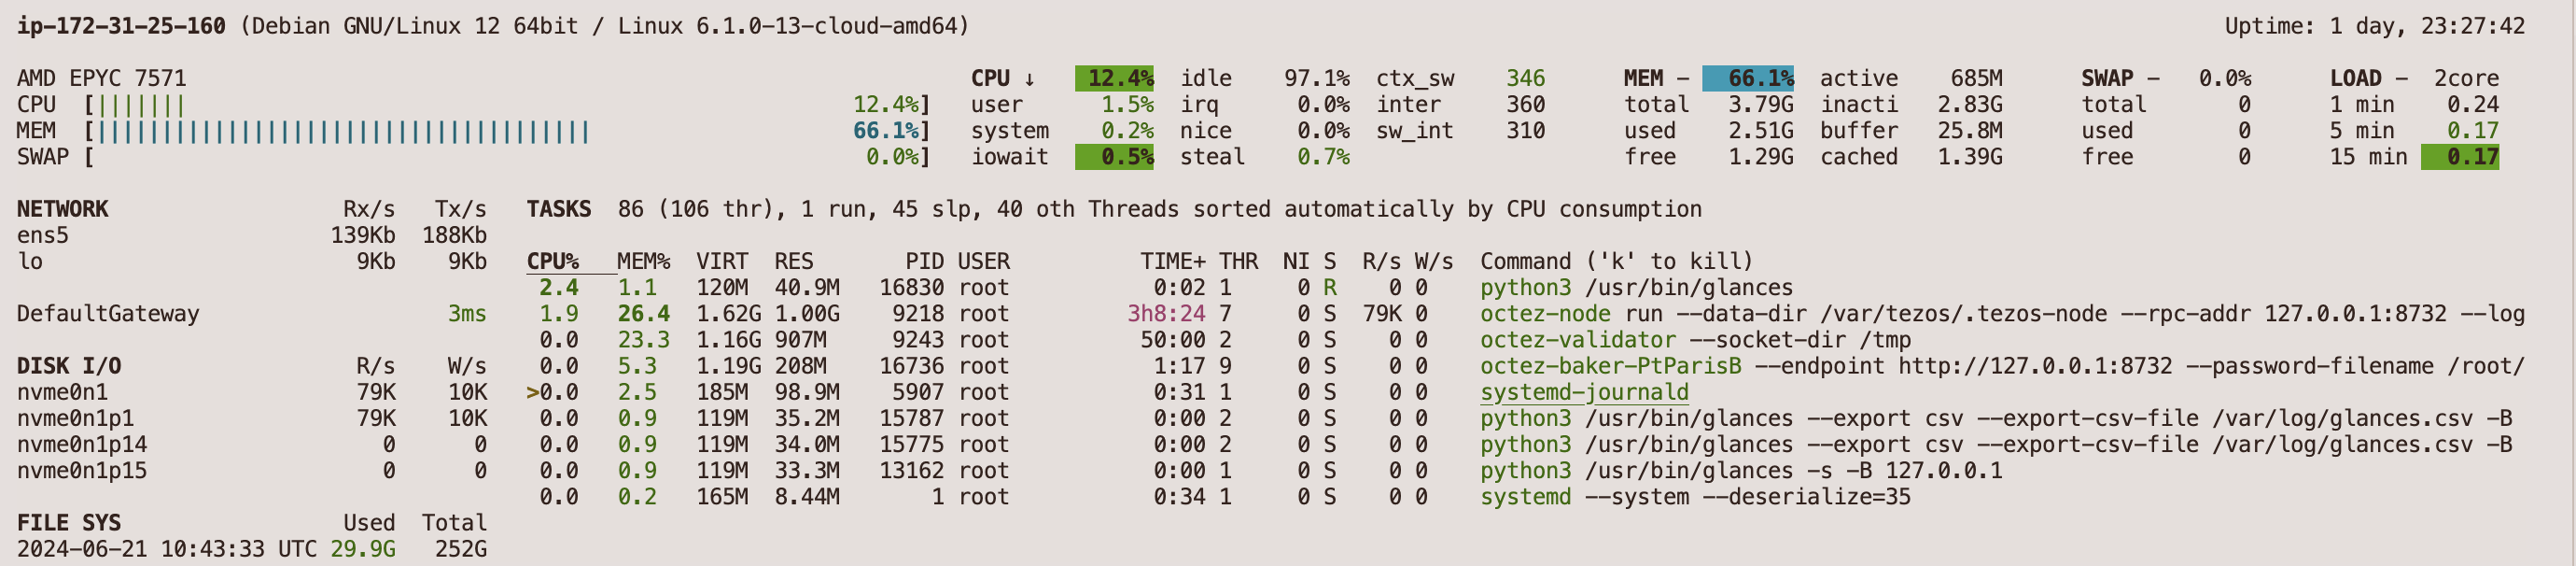 ip-172-31-25-160 (Debian GNU/Linux 12 64bit / Linux 6.1.0-13-cloud-amd64) Uptime: 1 day, 23:27:42
AMD EPYC 7571 CPU ↓ 12.4% idle 97.1% ctx_sw 346 MEM - 66.1% active 685M SWAP - 0.0% LOAD - 2core
CPU [||||||| 12.4%] user 1.5% irq 0.0% inter 360 total 3.79G inacti 2.83G total 0 1 min 0.24
MEM [|||||||||||||||||||||||||||||||||||||| 66.1%] system 0.2% nice 0.0% sw_int 310 used 2.51G buffer 25.8M used 0 5 min 0.17
SWAP [ 0.0%] iowait 0.5% steal 0.7% free 1.29G cached 1.39G free 0 15 min 0.17
NETWORK Rx/s Tx/s TASKS 86 (106 thr), 1 run, 45 slp, 40 oth Threads sorted automatically by CPU consumption
ens5 139Kb 188Kb
lo 9Kb 9Kb CPU% MEM% VIRT RES PID USER TIME+ THR NI S R/s W/s Command ('k' to kill)
2.4 1.1 120M 40.9M 16830 root 0:02 1 0 R 0 0 python3 /usr/bin/glances
DefaultGateway 3ms 1.9 26.4 1.62G 1.00G 9218 root 3h8:24 7 0 S 79K 0 octez-node run --data-dir /var/tezos/.tezos-node --rpc-addr 127.0.0.1:8732 --log
0.0 23.3 1.16G 907M 9243 root 50:00 2 0 S 0 0 octez-validator --socket-dir /tmp
DISK I/O R/s W/s 0.0 5.3 1.19G 208M 16736 root 1:17 9 0 S 0 0 octez-baker-PtParisB --endpoint http://127.0.0.1:8732 --password-filename /root/
nvme0n1 79K 10K >0.0 2.5 185M 98.9M 5907 root 0:31 1 0 S 0 0 systemd-journald
nvme0n1p1 79K 10K 0.0 0.9 119M 35.2M 15787 root 0:00 2 0 S 0 0 python3 /usr/bin/glances --export csv --export-csv-file /var/log/glances.csv -B
nvme0n1p14 0 0 0.0 0.9 119M 34.0M 15775 root 0:00 2 0 S 0 0 python3 /usr/bin/glances --export csv --export-csv-file /var/log/glances.csv -B
nvme0n1p15 0 0 0.0 0.9 119M 33.3M 13162 root 0:00 1 0 S 0 0 python3 /usr/bin/glances -s -B 127.0.0.1
0.0 0.2 165M 8.44M 1 root 0:34 1 0 S 0 0 systemd --system --deserialize=35
FILE SYS Used Total
2024-06-21 10:43:33 UTC 29.9G 252G